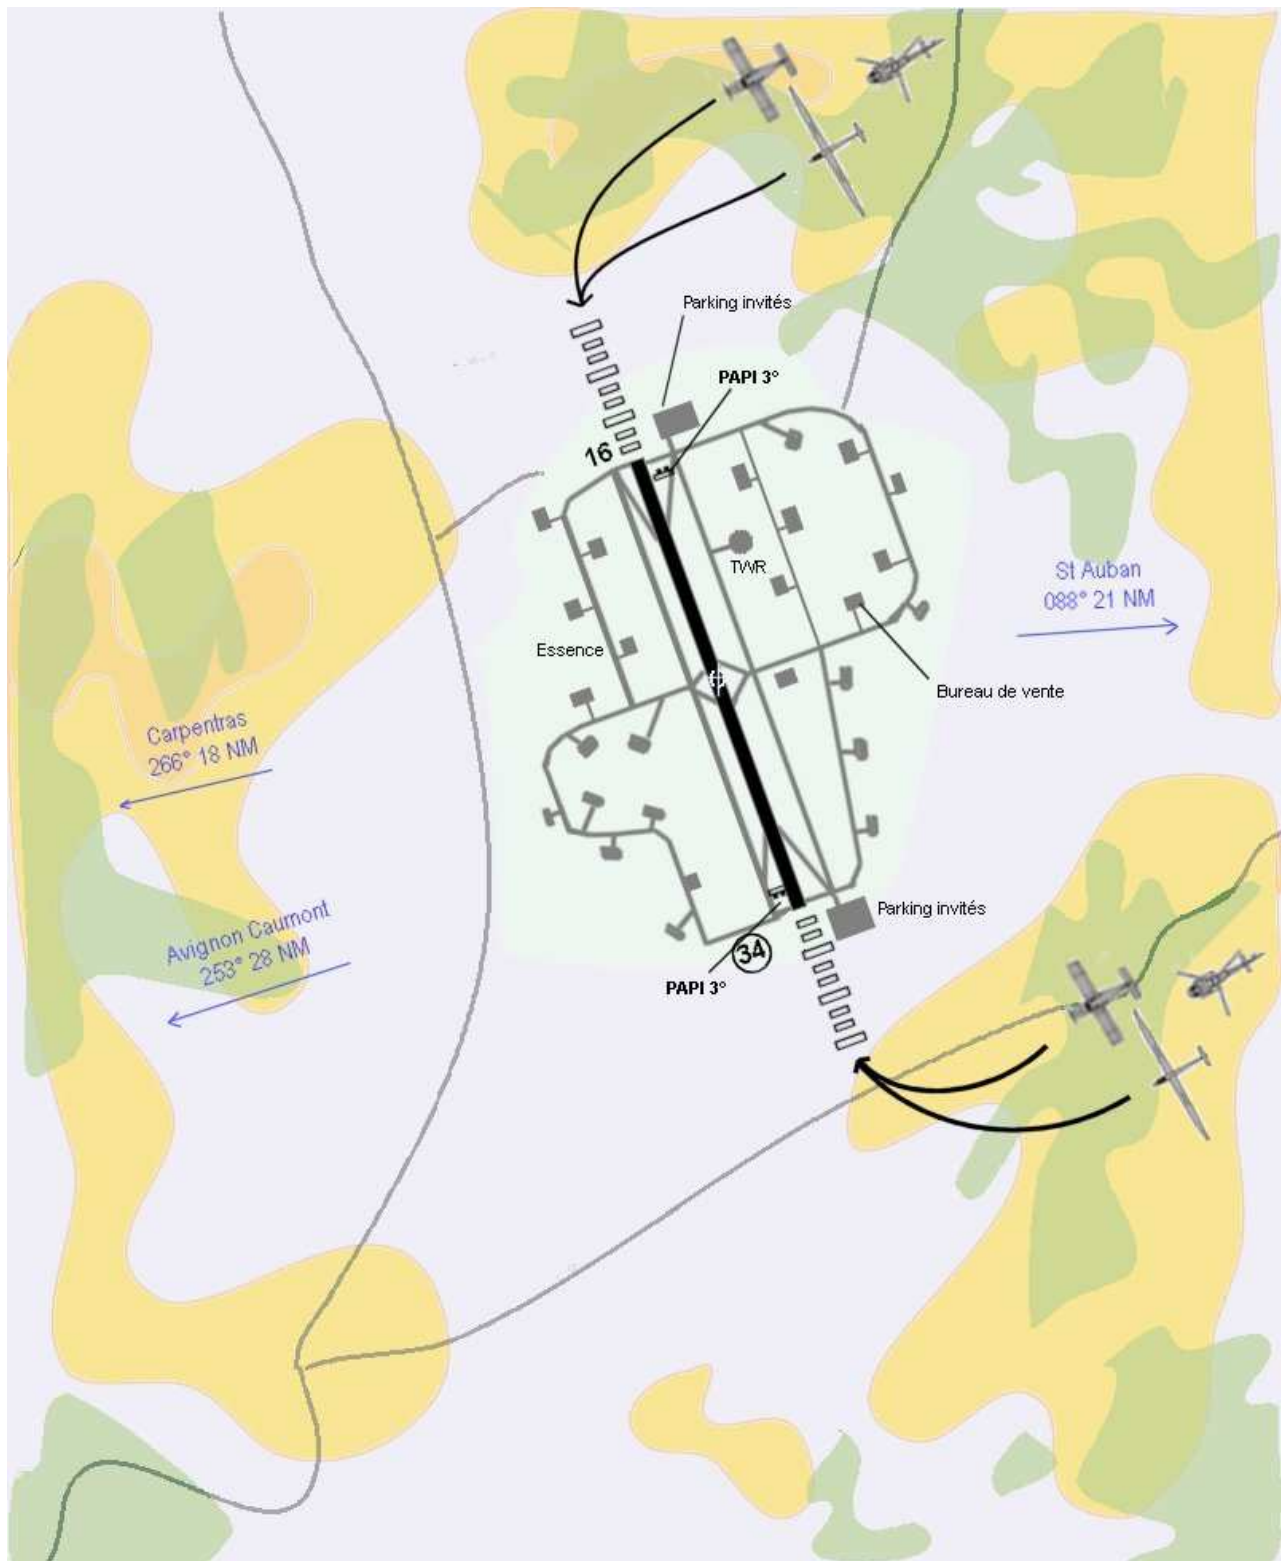 Parking invités
PAPI 3°
16
TWR
St Auban
088° 21 NM
Essence
Bureau de vente
Carpentras
266° 18 NM
Parking invités
Avignon Caumont
253° 28 NM
34
PAPI 3°